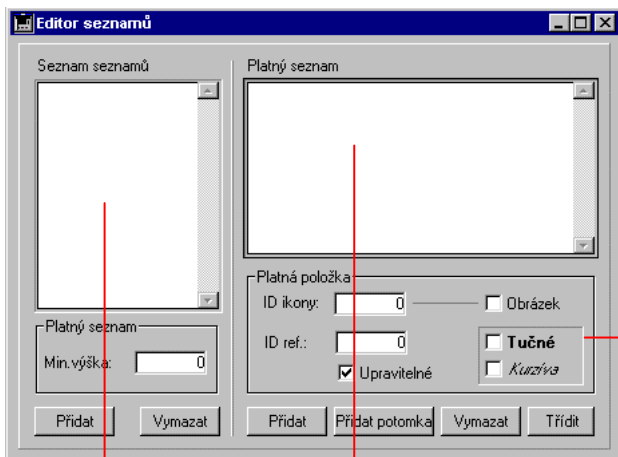 Editor seznamů
Seznam seznamů
Platný seznam
Platný seznam
Min.výška: 0
Přidat Vymazat
Platná položka
ID ikony: 0 Obrázek
ID ref.: 0 Tučné
Upravitelné Kurzíva
Přidat Přidat potomka Vymazat Třídit